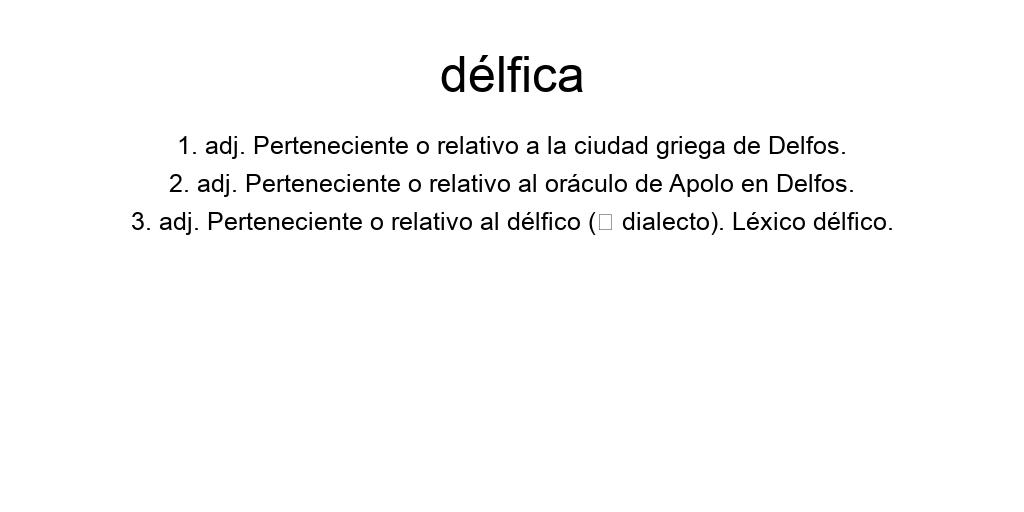 délfica
1. adj. Perteneciente o relativo a la ciudad griega de Delfos.
2. adj. Perteneciente o relativo al oráculo de Apolo en Delfos.
3. adj. Perteneciente o relativo al délfico (□ dialecto). Léxico délfico.